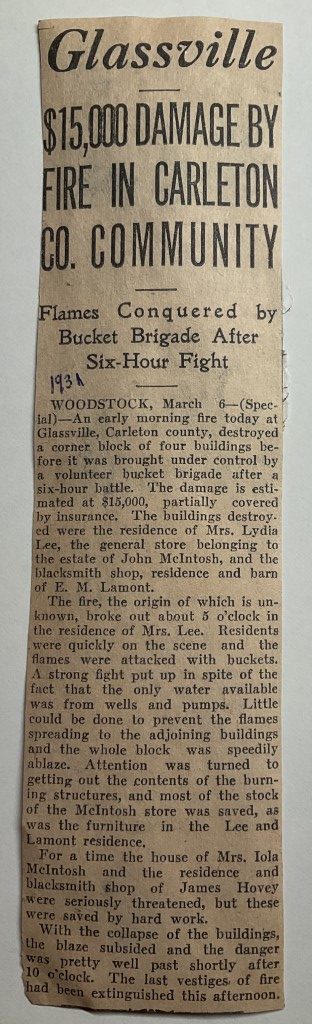 Glassville
$15,000 DAMAGE BY
FIRE IN CARLETON
CO. COMMUNITY
Flames Conquered by
Bucket Brigade After
Six-Hour Fight
1931
WOODSTOCK, March 6—(Spec-
ial)—An early morning fire today at
Glassville, Carleton county, destroyed
a corner block of four buildings be-
fore it was brought under control by
a volunteer bucket brigade after a
six-hour battle. The damage is esti-
mated at $15,000, partially covered
by insurance. The buildings destroy-
ed were the residence of Mrs. Lydia
Lee, the general store belonging to
the estate of John McIntosh, and the
blacksmith shop, residence and barn
of E. M. Lamont.
The fire, the origin of which is un-
known, broke out about 5 o'clock in
the residence of Mrs. Lee. Residents
were quickly on the scene and the
flames were attacked with buckets.
A strong fight put up in spite of the
fact that the only water available
was from wells and pumps. Little
could be done to prevent the flames
spreading to the adjoining buildings
and the whole block was speedily
ablaze. Attention was turned to
getting out the contents of the burn-
ing structures, and most of the stock
of the McIntosh store was saved, as
was the furniture in the Lee and
Lamont residence.
For a time the house of Mrs. Iola
McIntosh and the residence and
blacksmith shop of James Hovey
were seriously threatened, but these
were saved by hard work.
With the collapse of the buildings,
the blaze subsided and the danger
was pretty well past shortly after
10 o'clock. The last vestiges of fire
had been extinguished this afternoon.